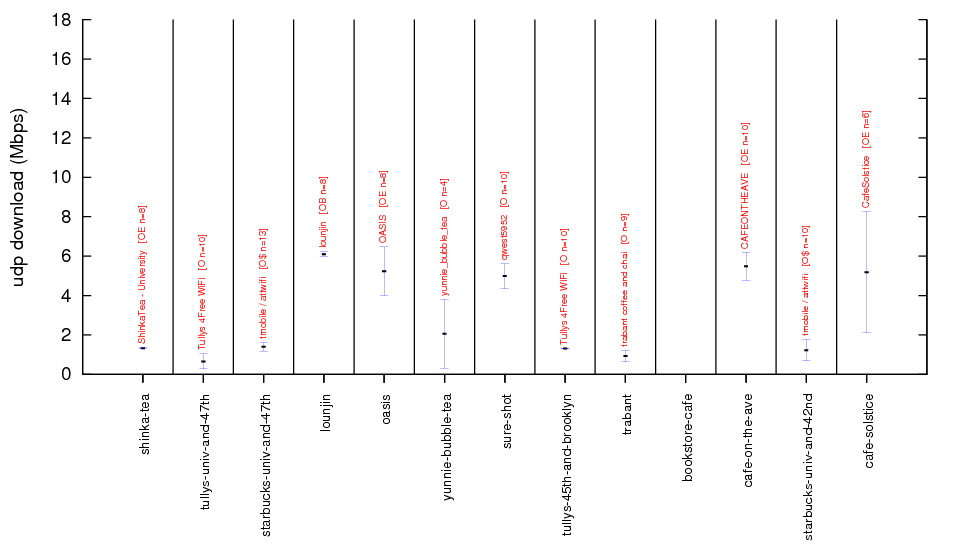 udp download (Mbps)
18
16
14
12
10
8
6
4
2
0
ShinkaTea - University [OE n=8]
Tullys 4Free WIFI [O n=10]
tmobile / attwifi [O$ n=13]
lounjin [OB n=8]
OASIS [OE n=8]
yunnie_bubble_tea [O n=4]
qwest5952 [O n=10]
Tullys 4Free WIFI [O n=10]
trabant coffee and chai [O n=9]
CAFEONTHEAVE [OE n=10]
tmobile / attwifi [O$ n=10]
CafeSolstice [OE n=6]
shinka-tea
tullys-univ-and-47th
starbucks-univ-and-47th
lounjin
oasis
yunnie-bubble-tea
sure-shot
tullys-45th-and-brooklyn
trabant
bookstore-cafe
cafe-on-the-ave
starbucks-univ-and-42nd
cafe-solstice